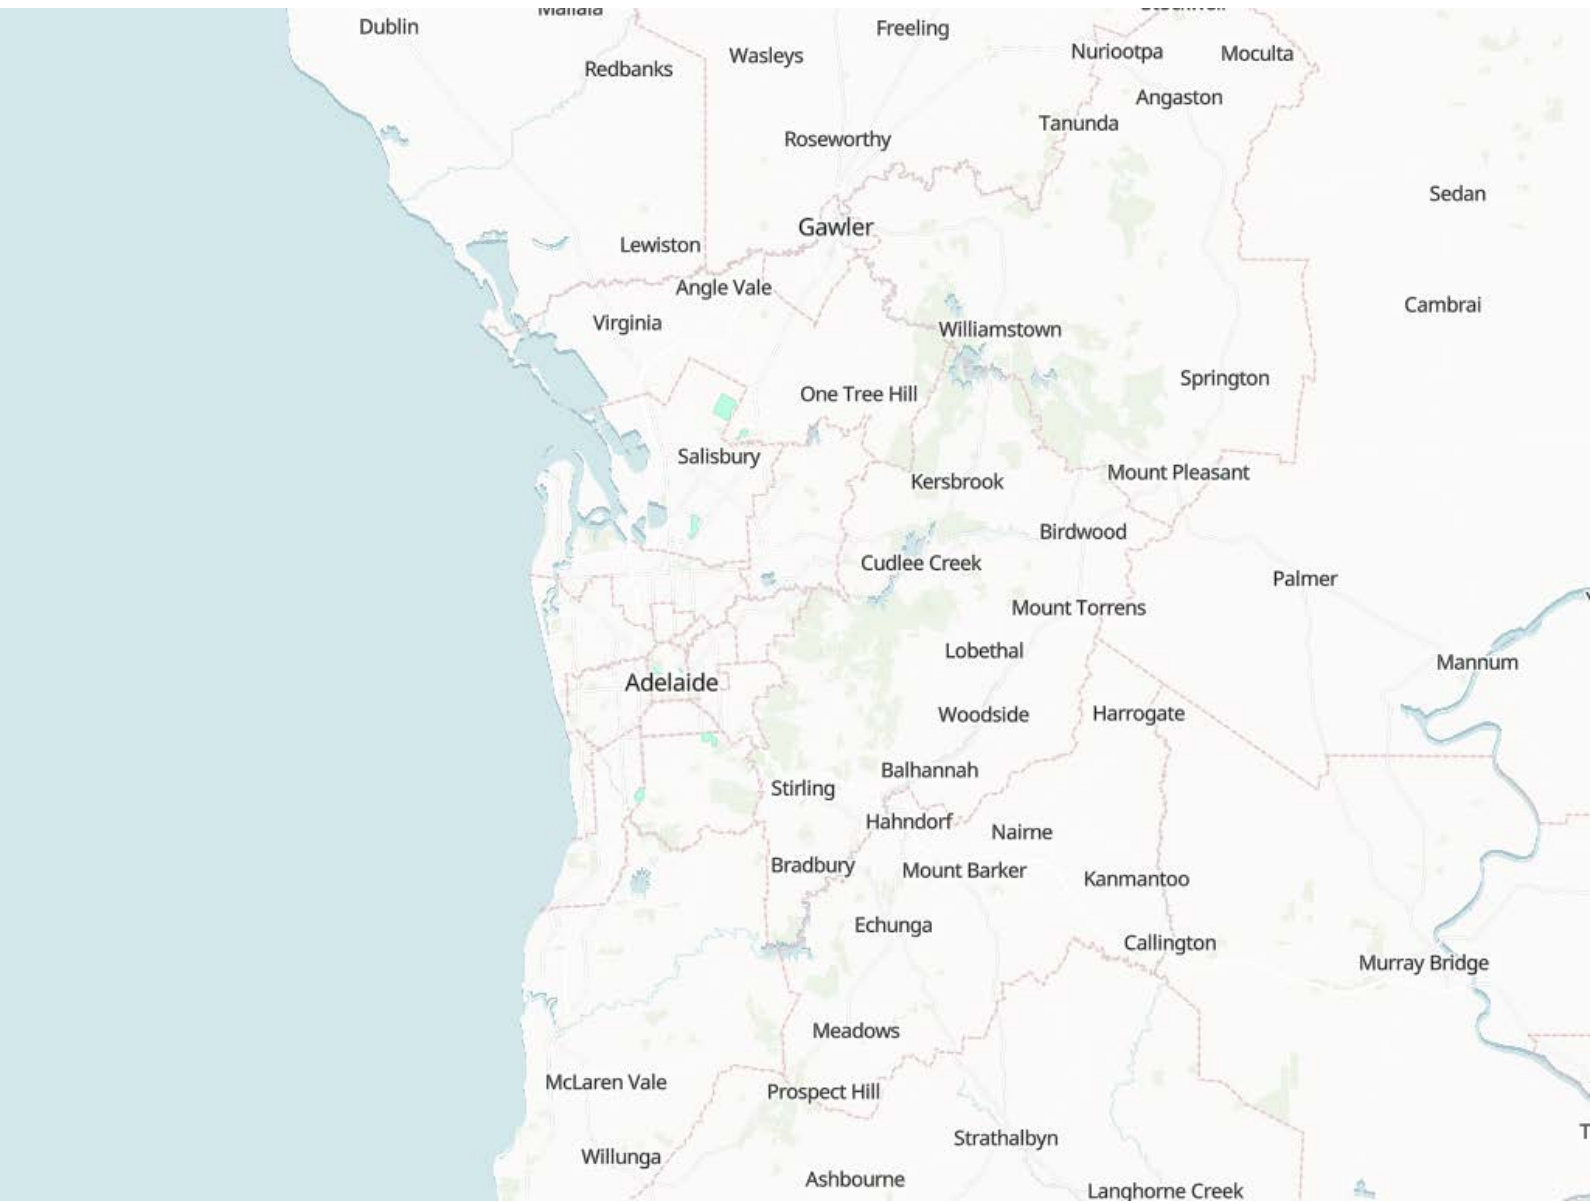 Mallala
Stockwell
Dublin
Freeling
Wasleys
Nuriootpa
Moculta
Redbanks
Angaston
Tanunda
Roseworthy
Sedan
Gawler
Lewiston
Angle Vale
Cambrai
Virginia
Williamstown
Springton
One Tree Hill
Salisbury
Mount Pleasant
Kersbrook
Birdwood
Cudlee Creek
Palmer
Mount Torrens
Lobethal
Mannum
Adelaide
Woodside
Harrogate
Balhannah
Stirling
Hahndorf
Nairne
Bradbury
Mount Barker
Kanmantoo
Echunga
Callington
Murray Bridge
Meadows
McLaren Vale
Prospect Hill
Strathalbyn
Willunga
Ashbourne
Langhorne Creek